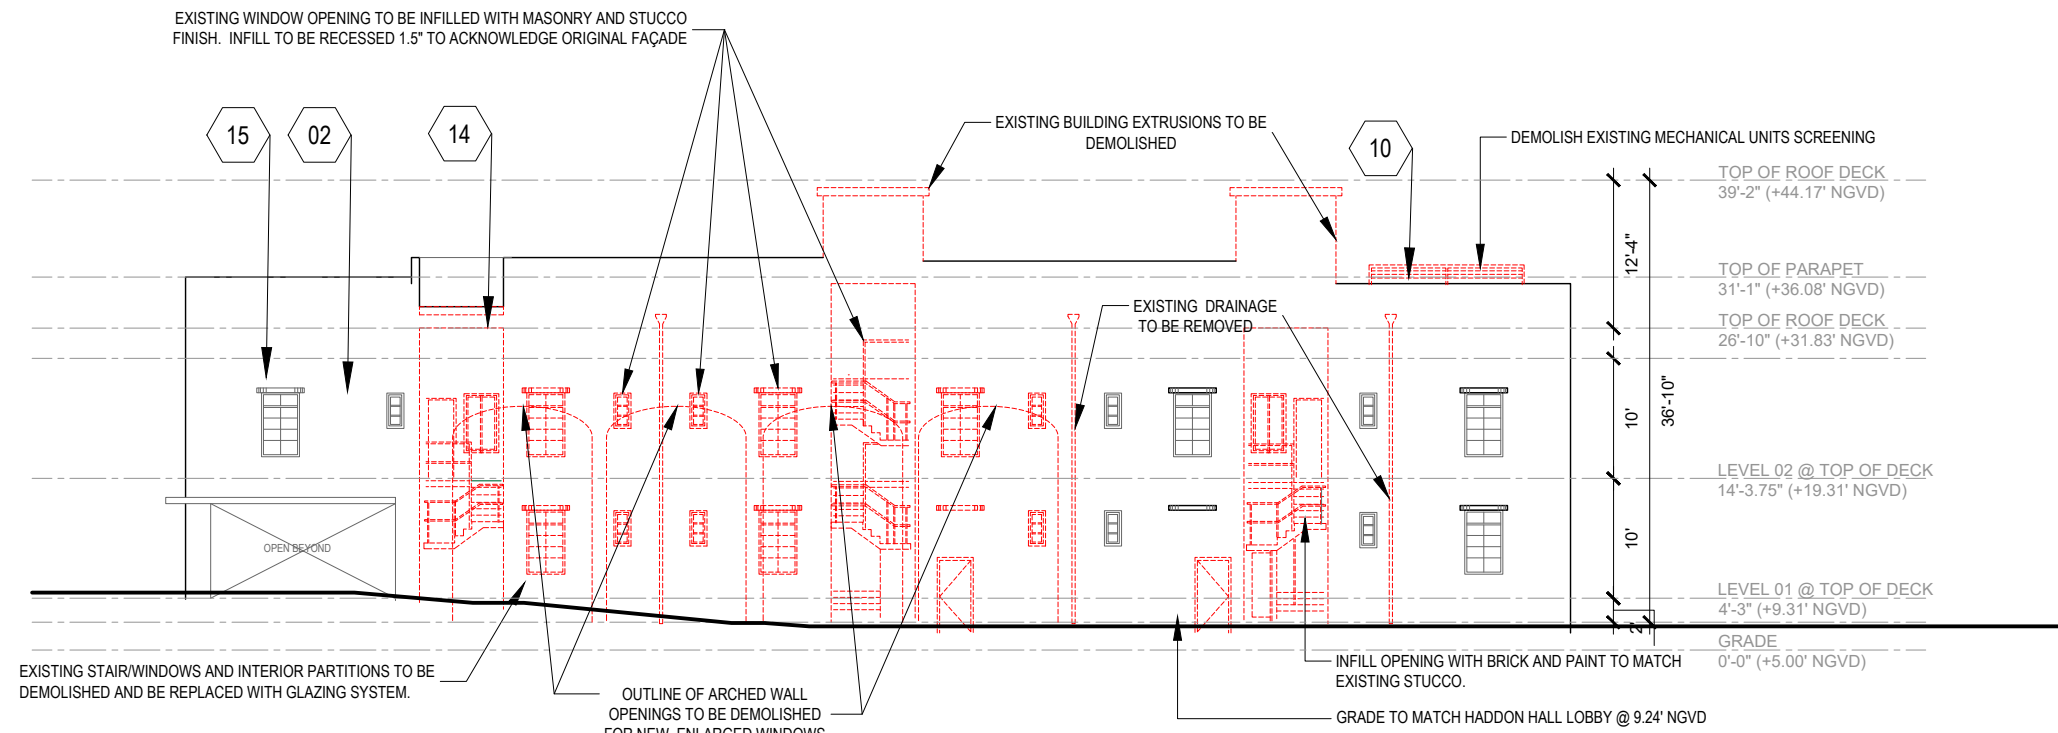 EXISTING WINDOW OPENING TO BE INFILLED WITH MASONRY AND STUCCO
FINISH. INFILL TO BE RECESSED 1.5" TO ACKNOWLEDGE ORIGINAL FAÇADE
15
02
14
EXISTING BUILDING EXTRUSIONS TO BE
DEMOLISHED
10
DEMOLISH EXISTING MECHANICAL UNITS SCREENING
TOP OF ROOF DECK
39'-2" (+44.17' NGVD)
12'-4"
TOP OF PARAPET
31'-1" (+36.08' NGVD)
EXISTING DRAINAGE
TO BE REMOVED
TOP OF ROOF DECK
26'-10" (+31.83' NGVD)
10'
36'-10"
LEVEL 02 @ TOP OF DECK
14'-3.75" (+19.31' NGVD)
OPEN BEYOND
10'
LEVEL 01 @ TOP OF DECK
4'-3" (+9.31' NGVD)
2'
GRADE
0'-0" (+5.00' NGVD)
EXISTING STAIR/WINDOWS AND INTERIOR PARTITIONS TO BE
DEMOLISHED AND BE REPLACED WITH GLAZING SYSTEM.
OUTLINE OF ARCHED WALL
OPENINGS TO BE DEMOLISHED
FOR NEW ENLARGED WINDOWS
INFILL OPENING WITH BRICK AND PAINT TO MATCH
EXISTING STUCCO.
GRADE TO MATCH HADDON HALL LOBBY @ 9.24' NGVD